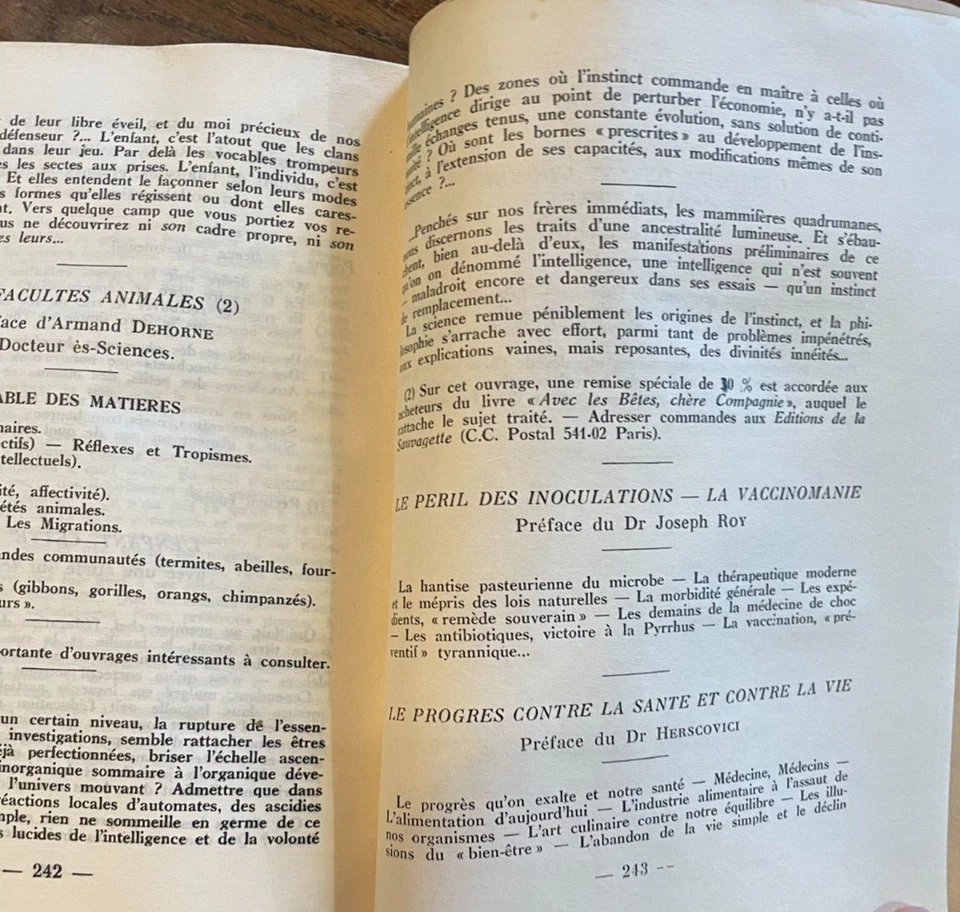 de leur libre éveil, et du moi précieux de nos
défenseur ?... L'enfant, c'est l'atout que les clans
dans leur jeu. Par delà les vocables trompeurs
les sectes aux prises. L'enfant, l'individu, c'est
Et elles entendent le façonner selon leurs modes
formes qu'elles régissent ou dont elles cares-
Vers quelque camp que vous portiez vos re-
ne découvrirez ni son cadre propre, ni son
leurs...
FACULTES ANIMALES (2)
d'Armand DEHORNE
Docteur ès-Sciences.
TABLE DES MATIERES
— Réflexes et Tropismes.
affectivité).
animales.
Les Migrations.
communautés (termites, abeilles, four-
(gibbons, gorilles, orangs, chimpanzés).
».
d'ouvrages intéressants à consulter.
un certain niveau, la rupture de l'essen-
investigations, semble rattacher les êtres
perfectionnées, briser l'échelle ascen-
inorganique sommaire à l'organique déve-
l'univers mouvant ? Admettre que dans
réactions locales d'automates, des ascidies
rien ne sommeille en germe de ce
lucides de l'intelligence et de la volonté
— 242 —
? Des zones où l'instinct commande en maître à celles où
dirige au point de perturber l'économie, n'y a-t-il pas
échanges tenus, une constante évolution, sans solution de conti-
? Où sont les bornes « prescrites » au développement de l'ins-
à l'extension de ses capacités, aux modifications mêmes de son
essence ?...
Penchés sur nos frères immédiats, les mammifères quadrumanes,
nous discernons les traits d'une ancestralité lumineuse. Et s'ébau-
chent, bien au-delà d'eux, les manifestations préliminaires de ce
qu'on on dénommé l'intelligence, une intelligence qui n'est souvent
— maladroit encore et dangereux dans ses essais — qu'un instinct
de remplacement...
La science remue péniblement les origines de l'instinct, et la phi-
losophie s'arrache avec effort, parmi tant de problèmes impénétrés,
aux explications vaines, mais reposantes, des divinités innéités...
(2) Sur cet ouvrage, une remise spéciale de 30 % est accordée aux
acheteurs du livre « Avec les Bêtes, chère Compagnie », auquel le
rattache le sujet traité. — Adresser commandes aux Editions de la
Sauvagette (C.C. Postal 541-02 Paris).
LE PERIL DES INOCULATIONS — LA VACCINOMANIE
Préface du Dr Joseph ROY
La hantise pasteurienne du microbe — La thérapeutique moderne
et le mépris des lois naturelles — La morbidité générale — Les expé-
dients, « remède souverain » — Les demains de la médecine de choc
– Les antibiotiques, victoire à la Pyrrhus — La vaccination, « pré-
ventif » tyrannique...
LE PROGRES CONTRE LA SANTE ET CONTRE LA VIE
Préface du Dr HERSCOVICI
Le progrès qu'on exalte et notre santé — Médecine, Médecins —
L'alimentation d'aujourd'hui — L'industrie alimentaire à l'assaut de
nos organismes — L'art culinaire contre notre équilibre — Les illu-
sions du « bien-être » — L'abandon de la vie simple et le déclin
— 243 --